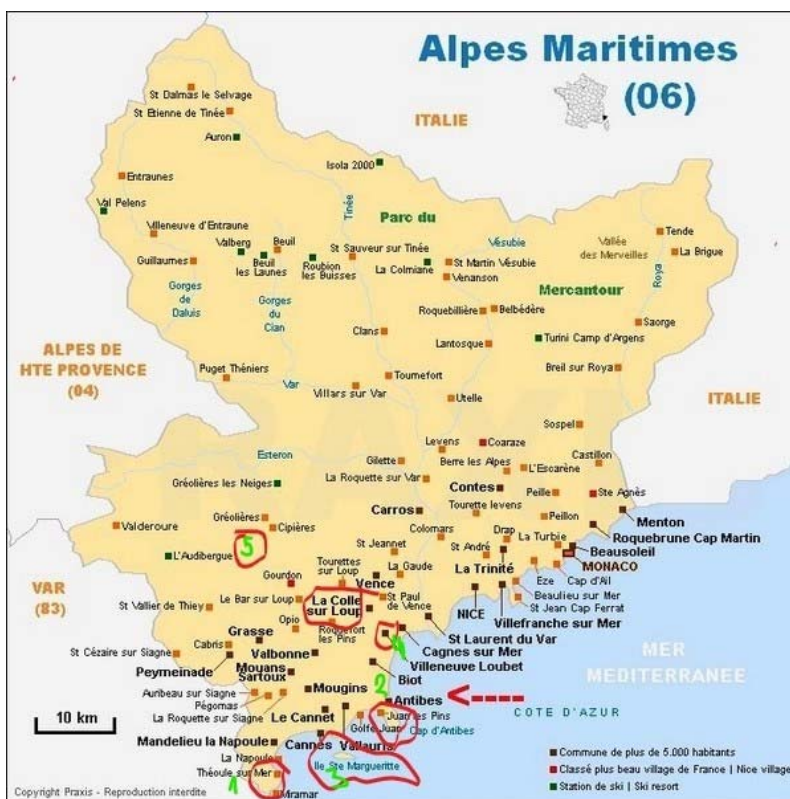 Alpes Maritimes
(06)
ITALIE
St Dalmas le Selvage
St Etienne de Tinée
Auron
Isola 2000
Entraunes
Val Pelens
Tinée
Parc du
Villeneuve d'Entraune
Valberg
Beuil
Beuil
les Launes
Roubion
les Buisses
St Sauveur sur Tinée
Guillaumes
La Colmiane
Vésubie
St Martin Vésubie
Venanson
Vallée
des Merveilles
Tende
La Brigue
Roya
Mercantour
Gorges
de
Daluis
Gorges
du
Cian
Roquebillière
Belbédère
Saorge
Clans
Lantosque
Turini Camp d'Argens
ALPES DE
HTE PROVENCE
(04)
Puget Théniers
Var
Villars sur Var
Toumefort
Utelle
Breil sur Roya
ITALIE
Sospel
Levens
Coaraze
Esteron
Gilette
Berre les Alpes
L'Escarène
Castillon
La Roquette sur Var
Contes
Peille
Ste Agnès
Gréolières les Neiges
Carros
Tourette levens
Peillon
Menton
Gréolières
Cipières
Valderoure
Colomars
Drap
La Turbie
Roquebrune Cap Martin
Beausoleil
MONACO
5
L'Audibergue
St Jeannet
St André
La Trinité
Tourettes
sur Loup
La Gaude
Eze
Cap d'Ail
VAR
(83)
Gourdon
Vence
Beaulieu sur Mer
St Jean Cap Ferrat
St Vallier de Thiey
Le Bar sur Loup
La Colle
sur Loup
St Paul
de Vence
NICE
Villefranche sur Mer
Opio
Roquefort
les Pins
St Laurent du Var
Cagnes sur Mer
Villeneuve Loubet
4
Grasse
Cabris
St Cézaire sur Siagne
Peymeinade
Valbonne
Mouans
Sartoux
Biot
MER
MEDITERRANEE
2
Antibes
Mougins
Auribeau sur Siagne
Pégomas
La Roquette sur Siagne
Le Cannet
Juan les Pins
Golfe Juan
Cap d'Antibes
COTE D'AZUR
10 km
Mandelieu la Napoule
Cannes
Vallauris
La Napoule
Ile Ste Margueritte
3
Théoule sur Mer
1
Miramar
Commune de plus de 5.000 habitants
Classé plus beau village de France | Nice village
Station de ski | Ski resort
Copyright Praxis - Reproduction interdite